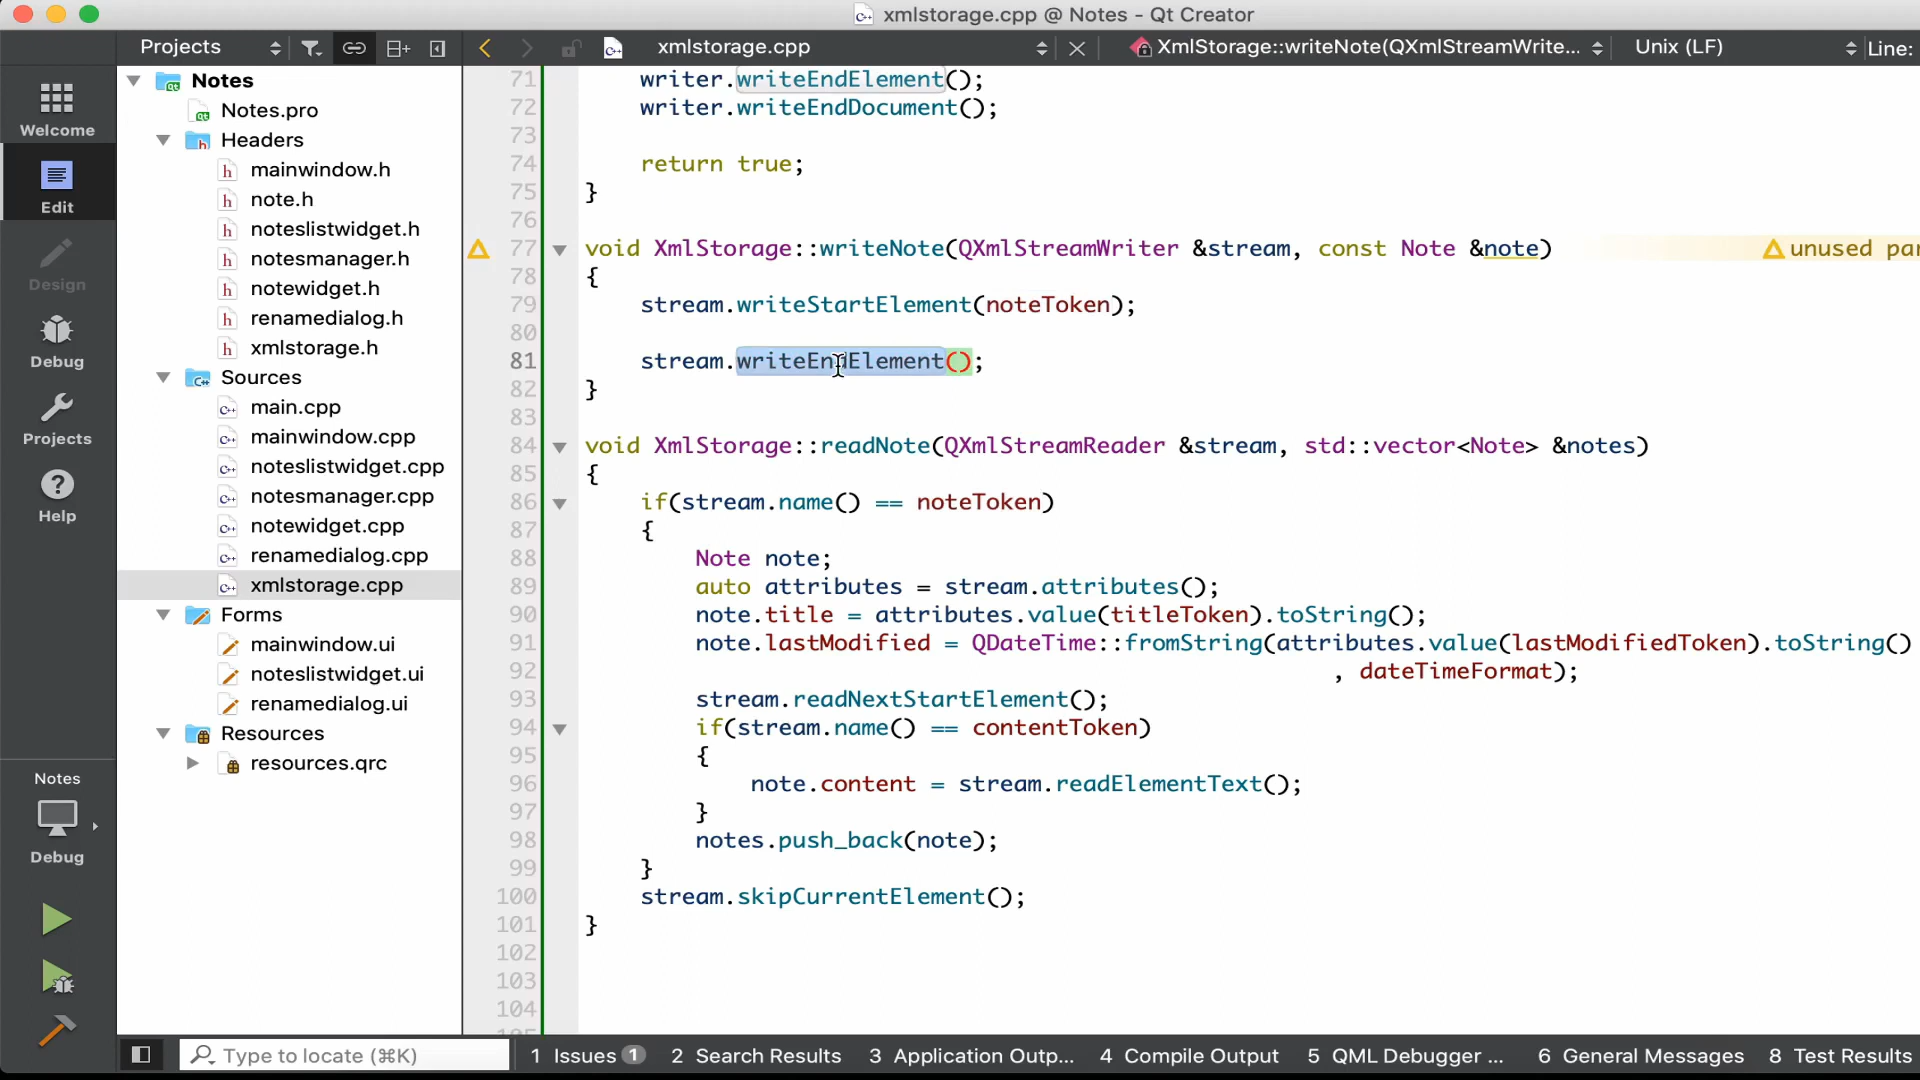 xmlstorage.cpp @ Notes - Qt Creator
Projects
xmlstorage.cpp
XmlStorage::writeNote(QXmlStreamWrite...
Unix (LF)
Line:
Welcome
Edit
Design
Debug
Projects
Help
Notes
Debug
Notes
Notes.pro
Headers
mainwindow.h
note.h
noteslistwidget.h
notesmanager.h
notewidget.h
renamedialog.h
xmlstorage.h
Sources
main.cpp
mainwindow.cpp
noteslistwidget.cpp
notesmanager.cpp
notewidget.cpp
renamedialog.cpp
xmlstorage.cpp
Forms
mainwindow.ui
noteslistwidget.ui
renamedialog.ui
Resources
resources.qrc
71 writer.writeEndElement();
72 writer.writeEndDocument();
73
74 return true;
75 }
76
77 void XmlStorage::writeNote(QXmlStreamWriter &stream, const Note &note) unused par
78 {
79 stream.writeStartElement(noteToken);
80
81 stream.writeEndElement();
82 }
83
84 void XmlStorage::readNote(QXmlStreamReader &stream, std::vector<Note> &notes)
85 {
86 if(stream.name() == noteToken)
87 {
88 Note note;
89 auto attributes = stream.attributes();
90 note.title = attributes.value(titleToken).toString();
91 note.lastModified = QDateTime::fromString(attributes.value(lastModifiedToken).toString()
92 , dateTimeFormat);
93 stream.readNextStartElement();
94 if(stream.name() == contentToken)
95 {
96 note.content = stream.readElementText();
97 }
98 notes.push_back(note);
99 }
100 stream.skipCurrentElement();
101 }
102
103
104
Type to locate (⌘K)
1 Issues 1
2 Search Results
3 Application Outp...
4 Compile Output
5 QML Debugger ...
6 General Messages
8 Test Results